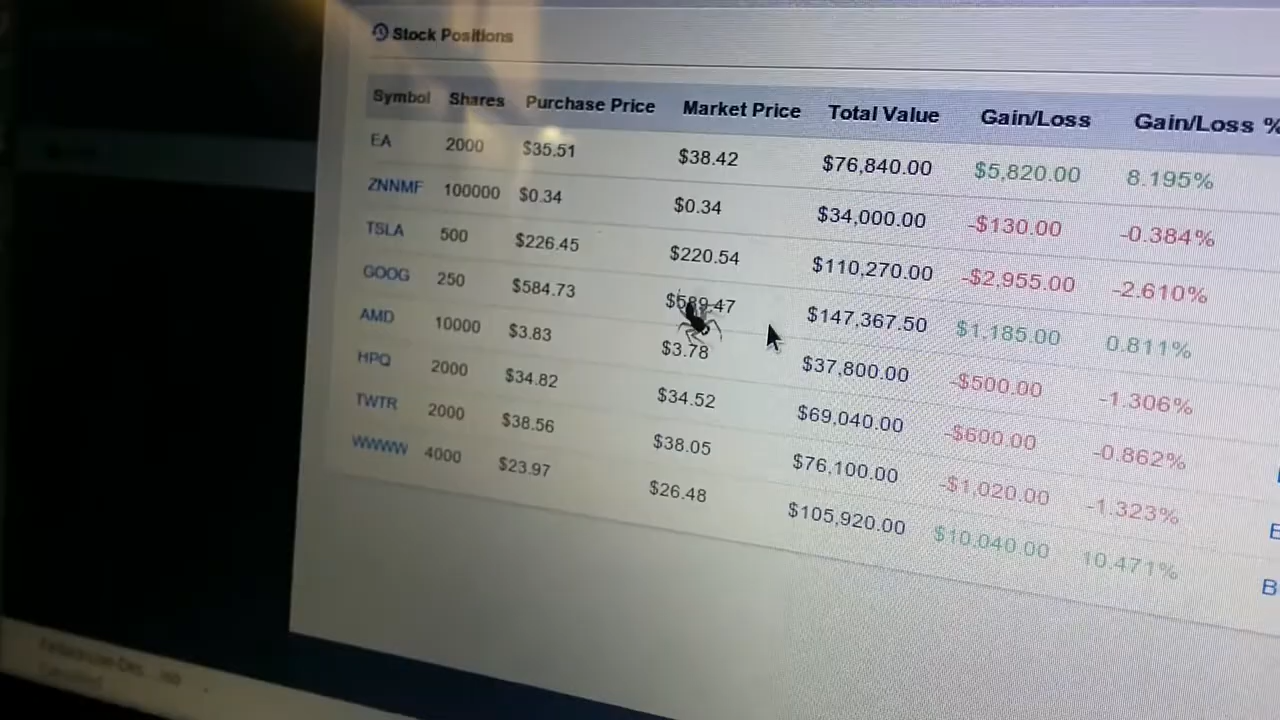 Stock Positions
Symbol Shares Purchase Price Market Price Total Value Gain/Loss Gain/Loss %
EA 2000 $35.51 $38.42 $76,840.00 $5,820.00 8.195%
ZNNMF 100000 $0.34 $0.34 $34,000.00 -$130.00 -0.384%
TSLA 500 $226.45 $220.54 $110,270.00 -$2,955.00 -2.610%
GOOG 250 $584.73 $589.47 $147,367.50 $1,185.00 0.811%
AMD 10000 $3.83 $3.78 $37,800.00 -$500.00 -1.306%
HPQ 2000 $34.82 $34.52 $69,040.00 -$600.00 -0.862%
TWTR 2000 $38.56 $38.05 $76,100.00 -$1,020.00 -1.323%
WWWW 4000 $23.97 $26.48 $105,920.00 $10,040.00 10.471%